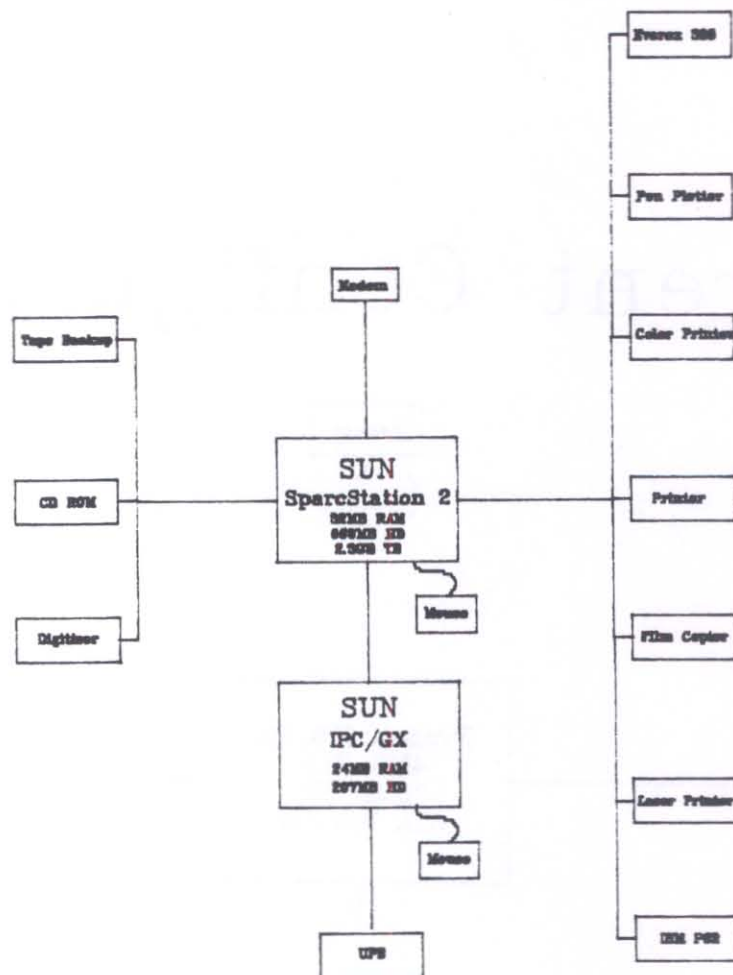 Everex 386
Pen Plotter
Modem
Tape Backup
Color Printer
SUN
SparcStation 2
32MB RAM
669MB HD
2.3GB TB
CD ROM
Printer
Mouse
Digitizer
Film Copier
SUN
IPC/GX
24MB RAM
207MB HD
Laser Printer
Mouse
UPS
IBM PS2